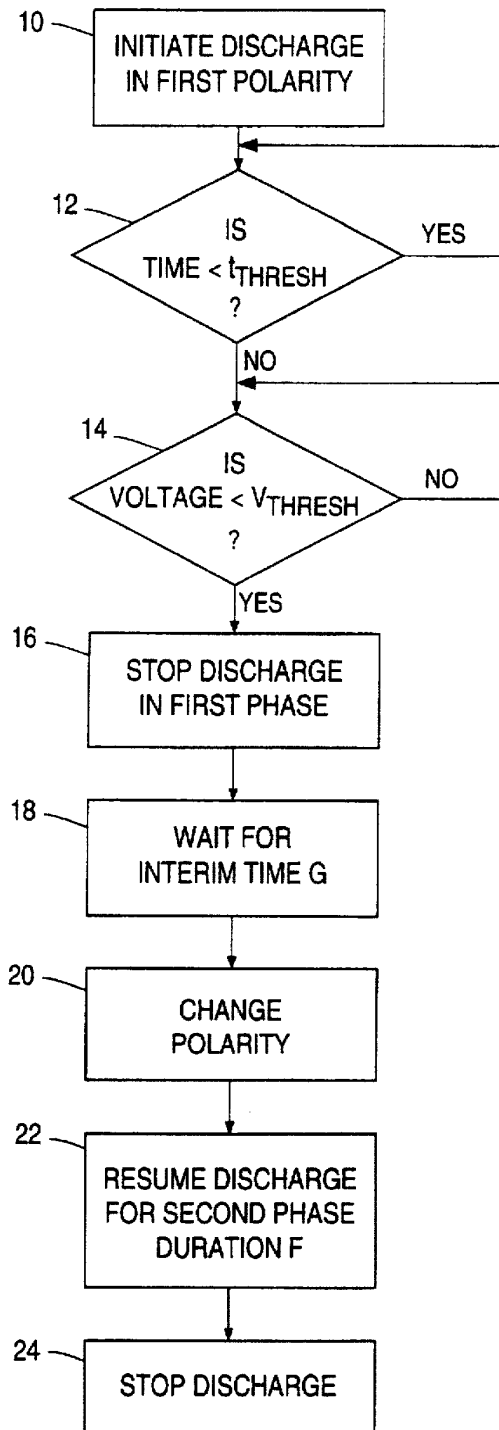 10
INITIATE DISCHARGE
IN FIRST POLARITY
12
IS
TIME < tTHRESH
?
YES
NO
14
IS
VOLTAGE < VTHRESH
?
NO
YES
16
STOP DISCHARGE
IN FIRST PHASE
18
WAIT FOR
INTERIM TIME G
20
CHANGE
POLARITY
22
RESUME DISCHARGE
FOR SECOND PHASE
DURATION F
24
STOP DISCHARGE